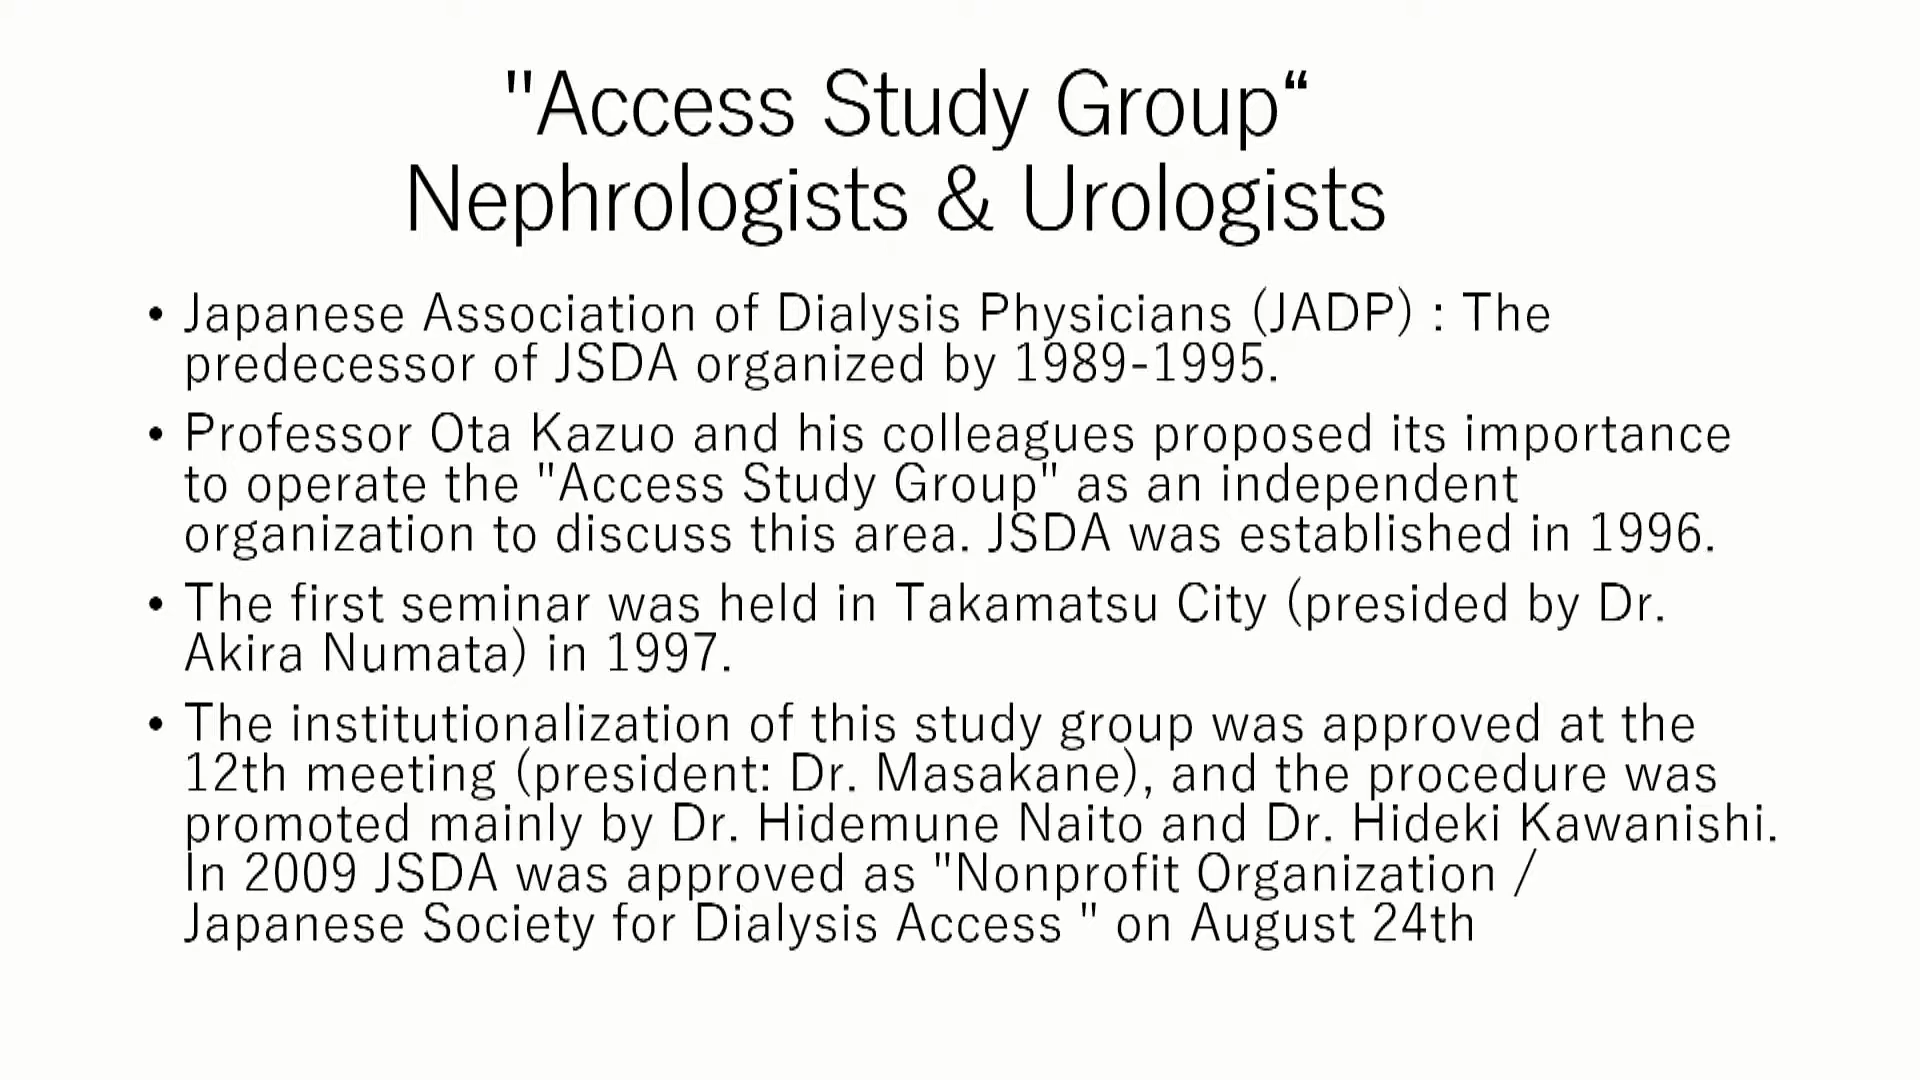 "Access Study Group“
Nephrologists & Urologists
• Japanese Association of Dialysis Physicians (JADP) : The
predecessor of JSDA organized by 1989-1995.
• Professor Ota Kazuo and his colleagues proposed its importance
to operate the "Access Study Group" as an independent
organization to discuss this area. JSDA was established in 1996.
• The first seminar was held in Takamatsu City (presided by Dr.
Akira Numata) in 1997.
• The institutionalization of this study group was approved at the
12th meeting (president: Dr. Masakane), and the procedure was
promoted mainly by Dr. Hidemune Naito and Dr. Hideki Kawanishi.
In 2009 JSDA was approved as "Nonprofit Organization /
Japanese Society for Dialysis Access " on August 24th